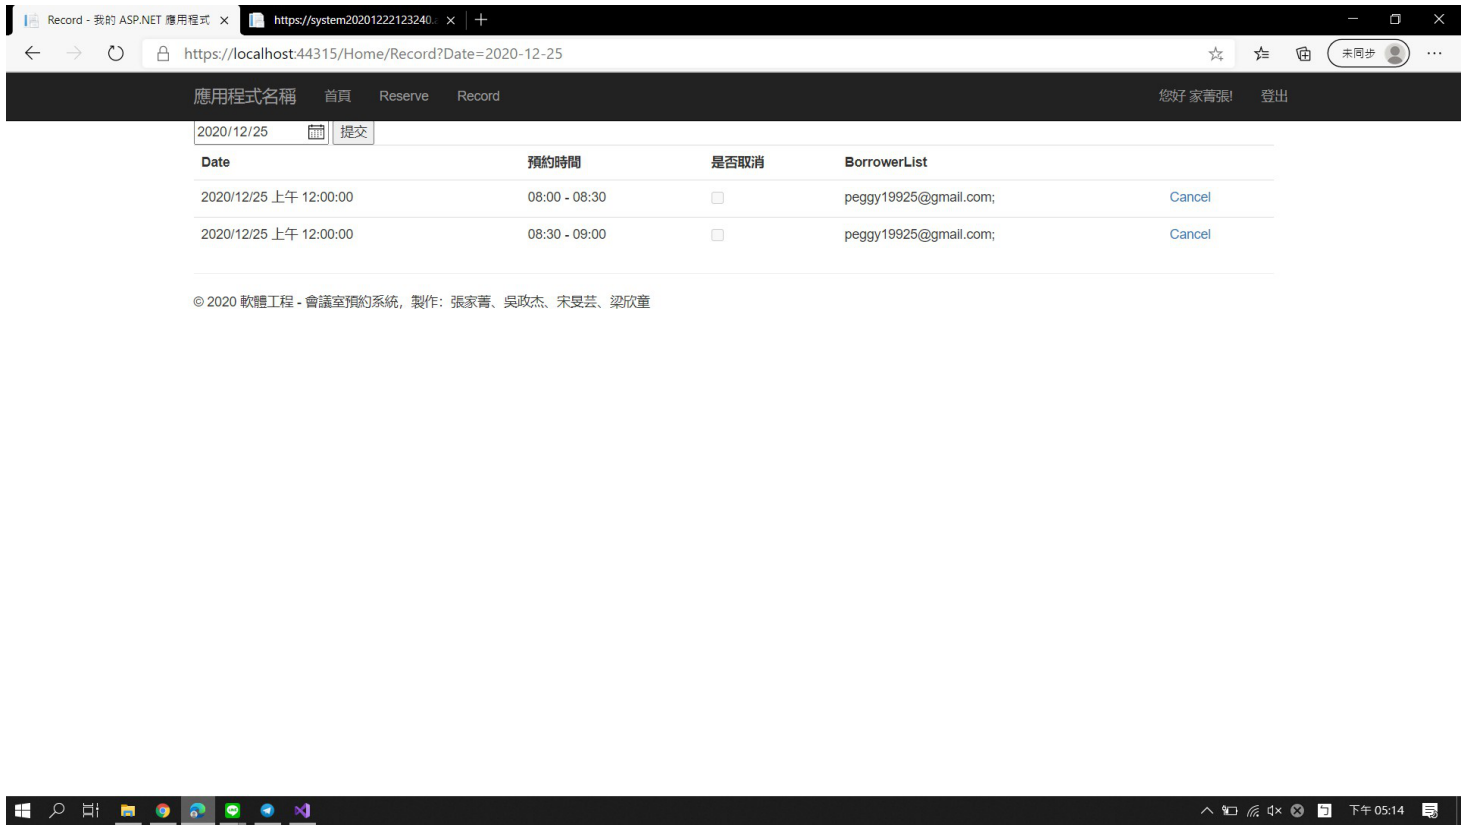 Record - 我的 ASP.NET 應用程式
https://system20201222123240.
https://localhost:44315/Home/Record?Date=2020-12-25
未同步
應用程式名稱 首頁 Reserve Record 您好 家菁張! 登出
2020/12/25 提交
Date 預約時間 是否取消 BorrowerList
2020/12/25 上午 12:00:00 08:00 - 08:30 peggy19925@gmail.com; Cancel
2020/12/25 上午 12:00:00 08:30 - 09:00 peggy19925@gmail.com; Cancel
© 2020 軟體工程 - 會議室預約系統, 製作: 張家菁、吳政杰、宋旻芸、梁欣童
下午 05:14